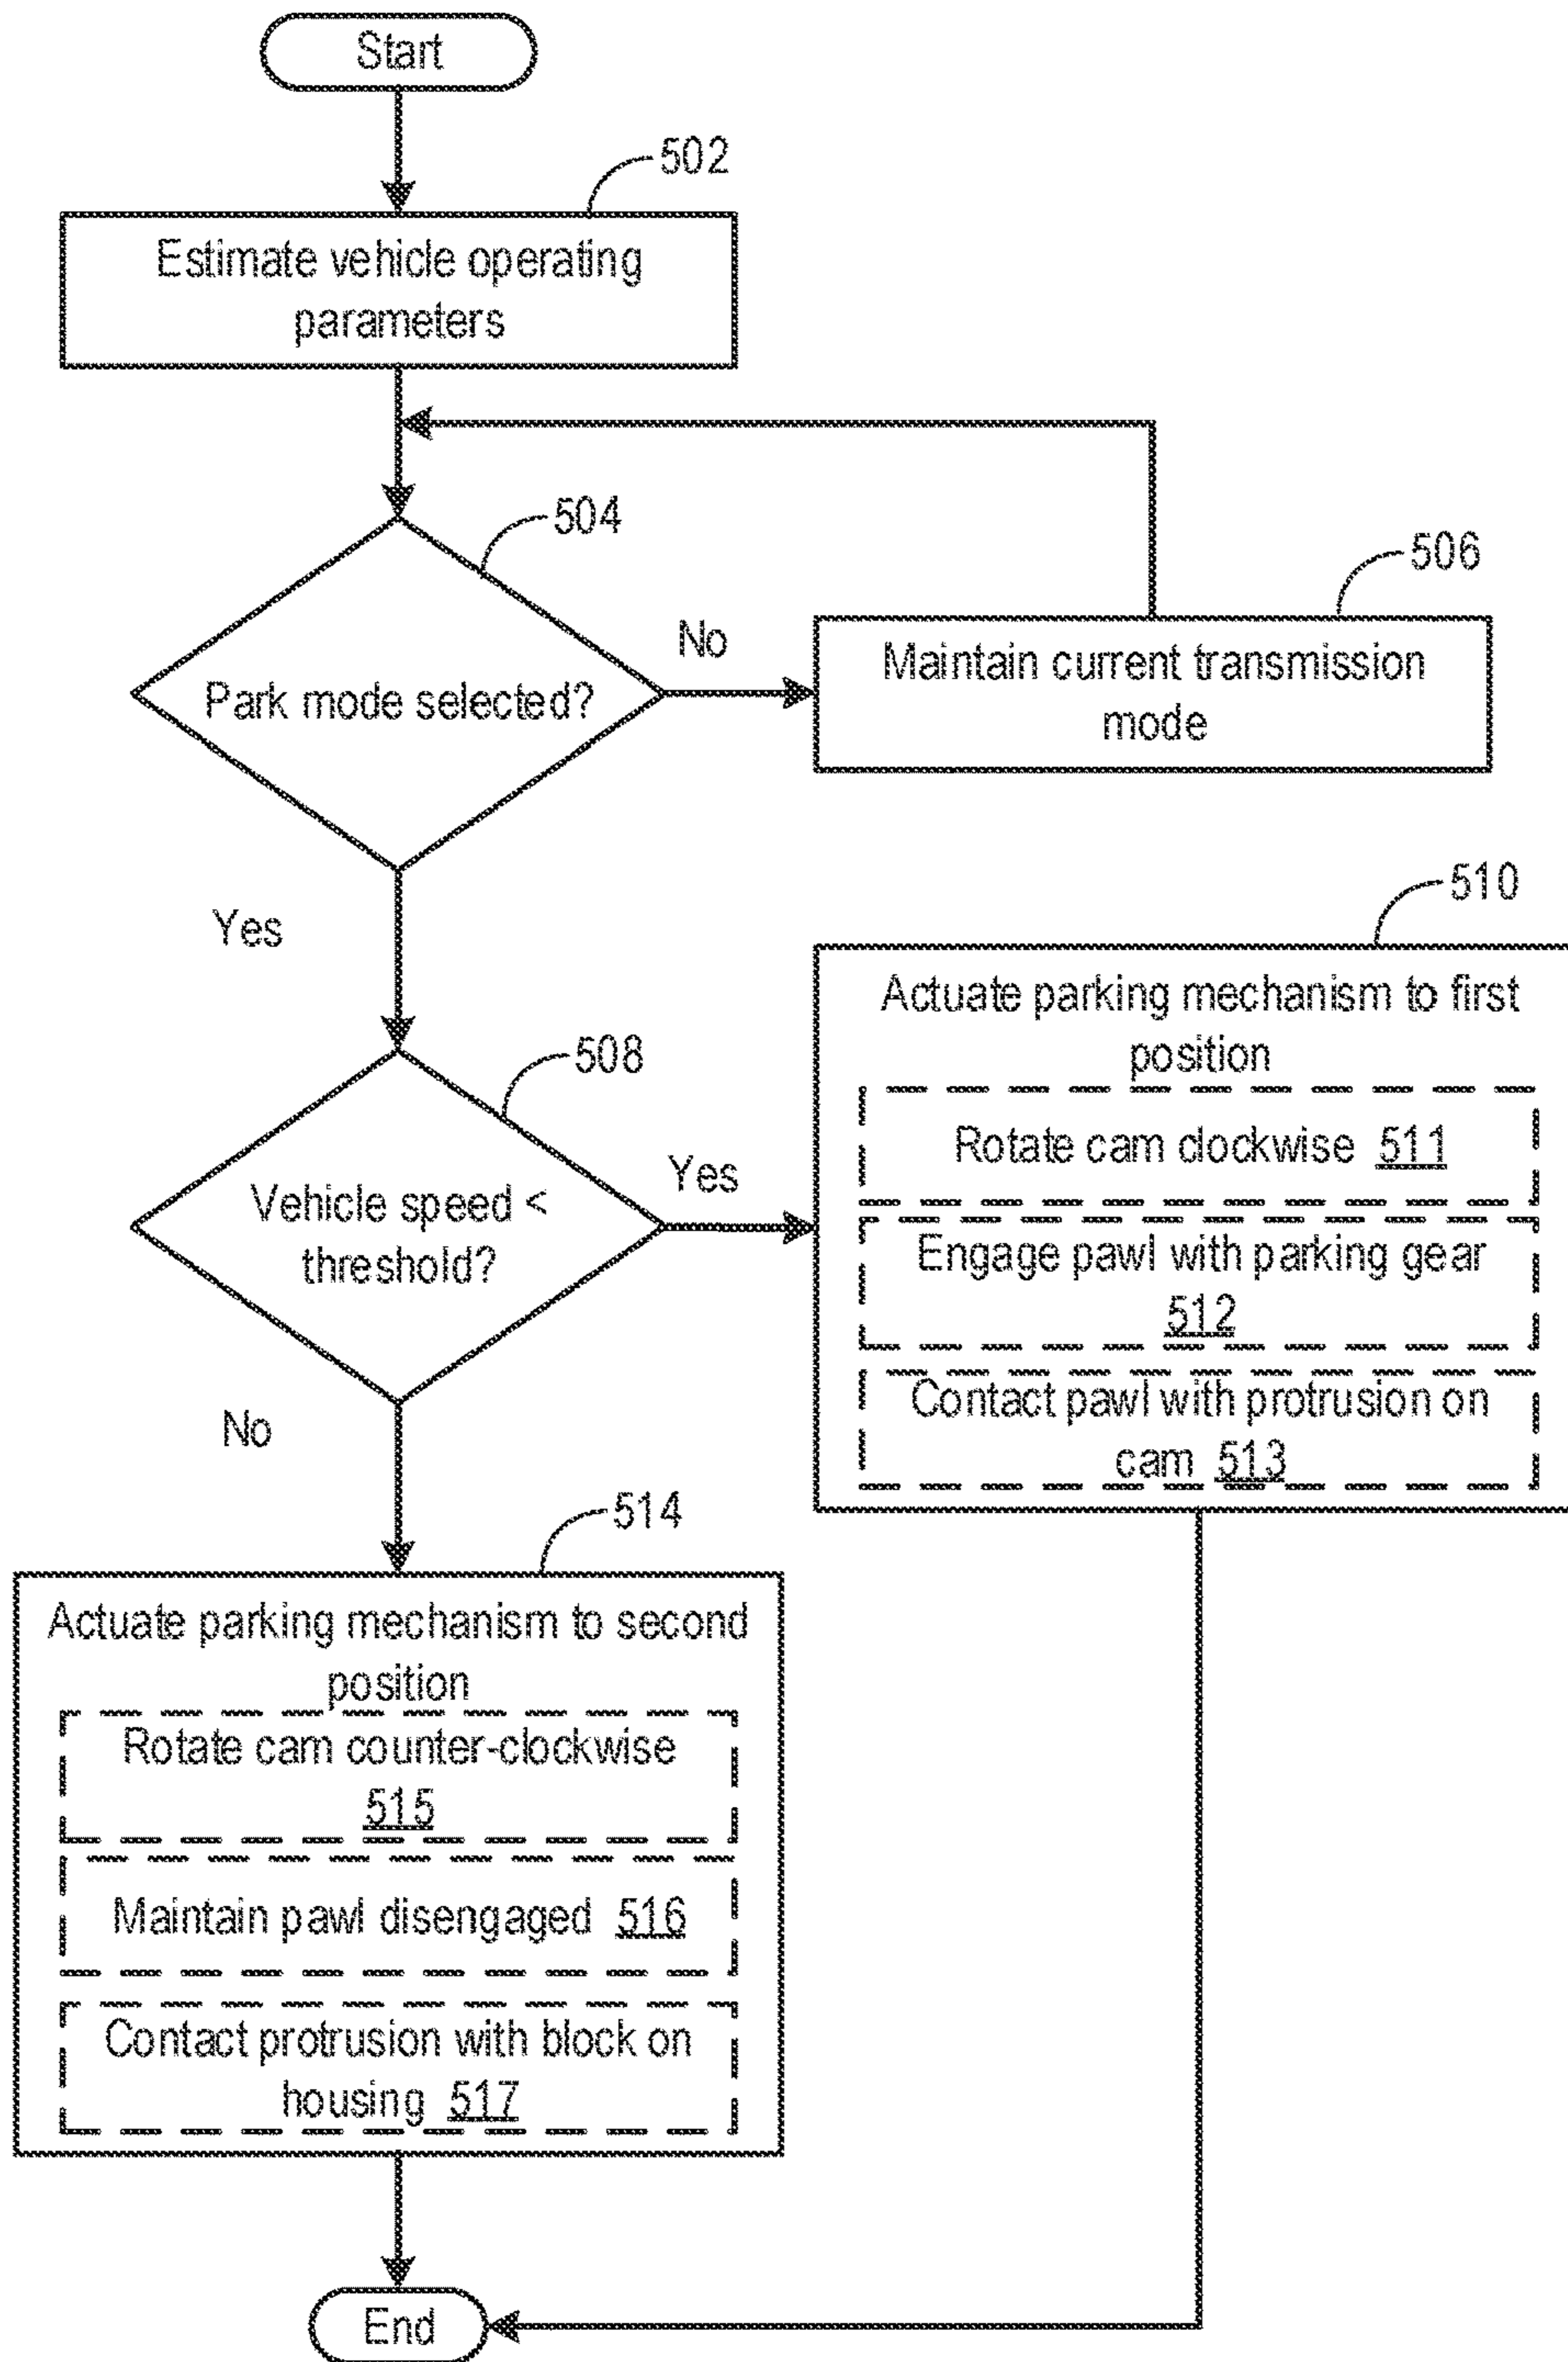 Start
502
Estimate vehicle operating
parameters
504
Park mode selected?
No
506
Maintain current transmission
mode
Yes
508
Vehicle speed <
threshold?
Yes
510
Actuate parking mechanism to first
position
Rotate cam clockwise 511
Engage pawl with parking gear
512
Contact pawl with protrusion on
cam 513
No
514
Actuate parking mechanism to second
position
Rotate cam counter-clockwise
515
Maintain pawl disengaged 516
Contact protrusion with block on
housing 517
End